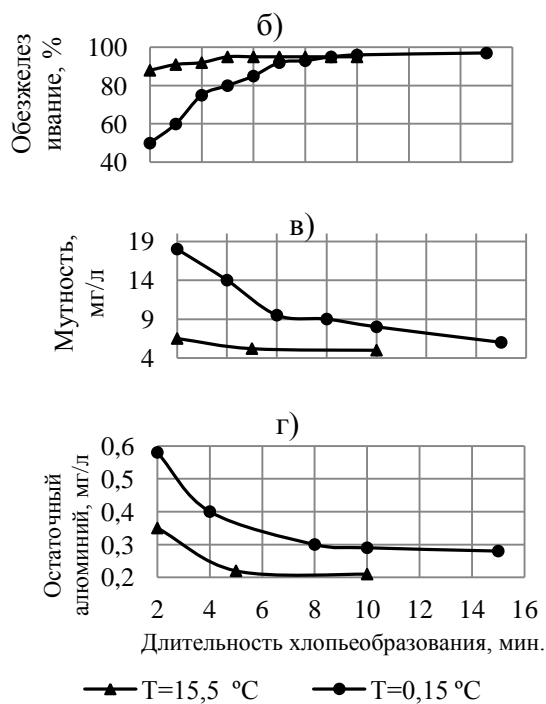 б)
Обезжелез
ивание, %
100
80
60
40
в)
Мутность,
мг/л
19
14
9
4
г)
Остаточный
алюминий, мг/л
0,6
0,5
0,4
0,3
0,2
2 4 6 8 10 12 14 16
Длительность хлопьеобразования, мин.
T=15,5 ºC T=0,15 ºC